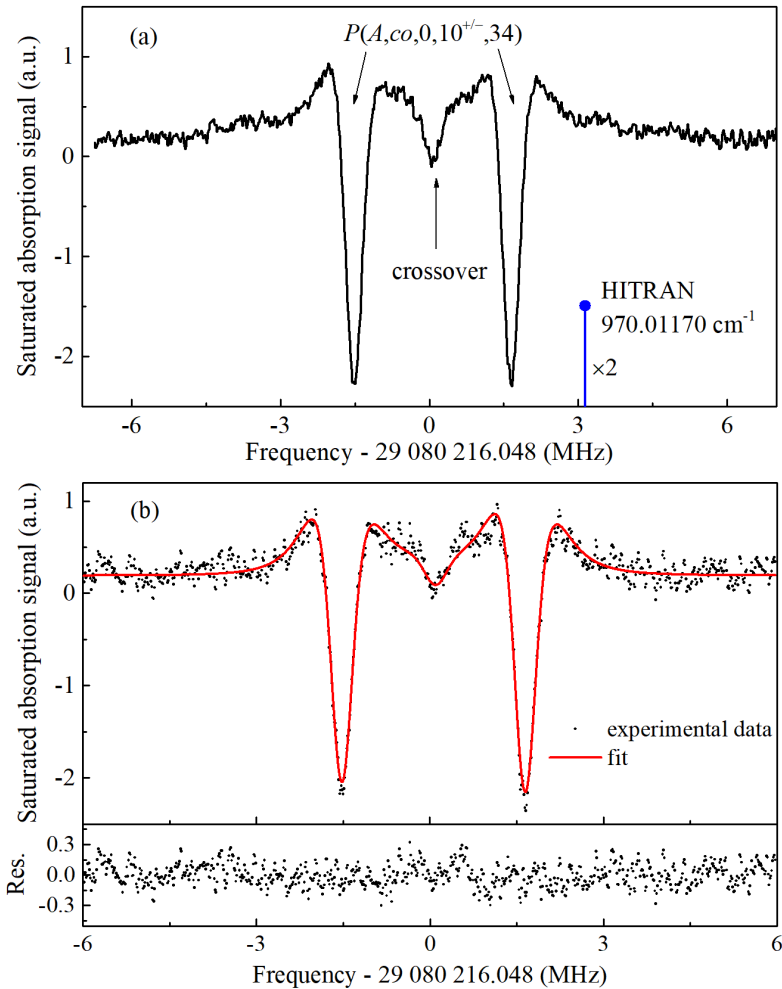 (a)
P(A,co,0,10⁺/⁻,34)
Saturated absorption signal (a.u.)
1
0
-1
-2
crossover
HITRAN
970.01170 cm⁻¹
×2
-6 -3 0 3 6
Frequency - 29 080 216.048 (MHz)
(b)
Saturated absorption signal (a.u.)
1
0
-1
-2
experimental data
fit
Res.
0.3
0.0
-0.3
-6 -3 0 3 6
Frequency - 29 080 216.048 (MHz)